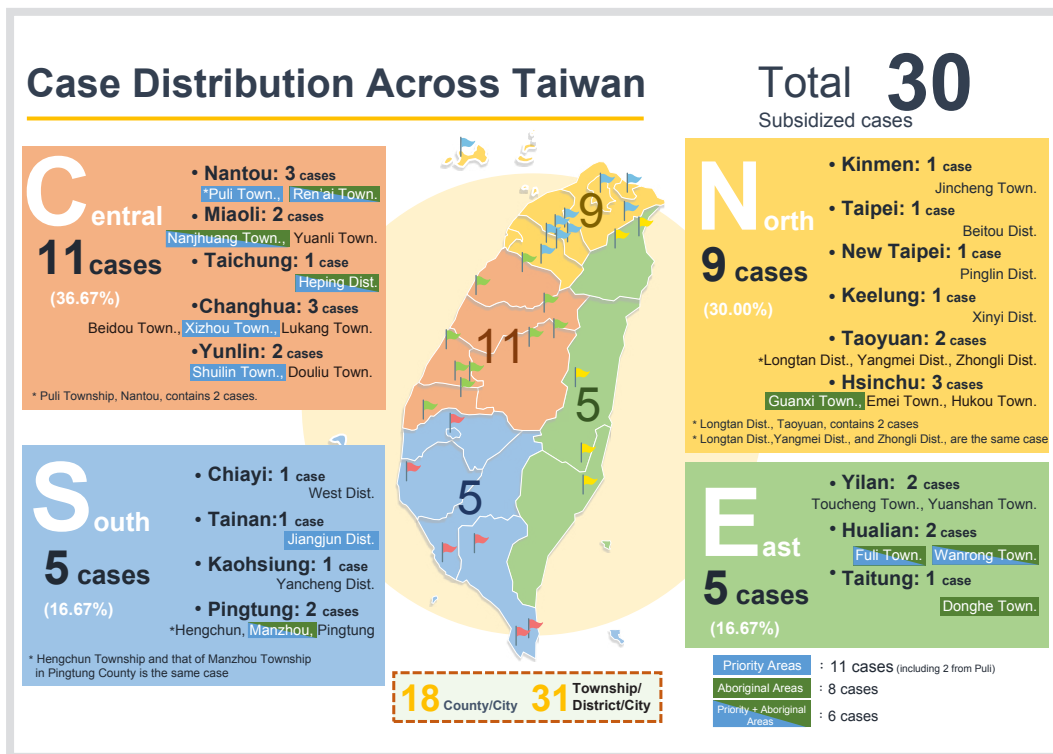 Case Distribution Across Taiwan
Total 30
Subsidized cases
Central
11 cases
(36.67%)
• Nantou: 3 cases
*Puli Town., Ren'ai Town.
• Miaoli: 2 cases
Nanjhuang Town., Yuanli Town.
• Taichung: 1 case
Heping Dist.
•Changhua: 3 cases
Beidou Town., Xizhou Town., Lukang Town.
•Yunlin: 2 cases
Shuilin Town., Douliu Town.
* Puli Township, Nantou, contains 2 cases.
South
5 cases
(16.67%)
• Chiayi: 1 case
West Dist.
• Tainan:1 case
Jiangjun Dist.
• Kaohsiung: 1 case
Yancheng Dist.
• Pingtung: 2 cases
*Hengchun, Manzhou, Pingtung
* Hengchun Township and that of Manzhou Township
in Pingtung County is the same case
9
11
5
5
18 County/City 31 Township/
District/City
North
9 cases
(30.00%)
• Kinmen: 1 case
Jincheng Town.
• Taipei: 1 case
Beitou Dist.
• New Taipei: 1 case
Pinglin Dist.
• Keelung: 1 case
Xinyi Dist.
• Taoyuan: 2 cases
*Longtan Dist., Yangmei Dist., Zhongli Dist.
• Hsinchu: 3 cases
Guanxi Town., Emei Town., Hukou Town.
* Longtan Dist., Taoyuan, contains 2 cases
* Longtan Dist.,Yangmei Dist., and Zhongli Dist., are the same case
East
5 cases
(16.67%)
• Yilan: 2 cases
Toucheng Town., Yuanshan Town.
• Hualian: 2 cases
Fuli Town. Wanrong Town.
• Taitung: 1 case
Donghe Town.
Priority Areas : 11 cases (including 2 from Puli)
Aboriginal Areas : 8 cases
Priority + Aboriginal
Areas : 6 cases